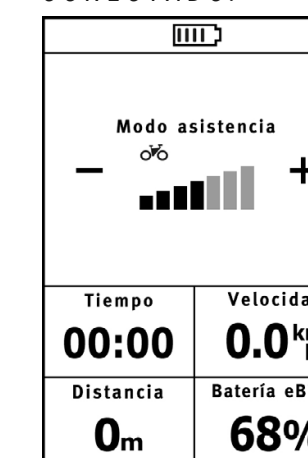 Modo asistencia
− +
Tiempo
00:00
Velocida
0.0 k
Distancia
0m
Batería eB
68%